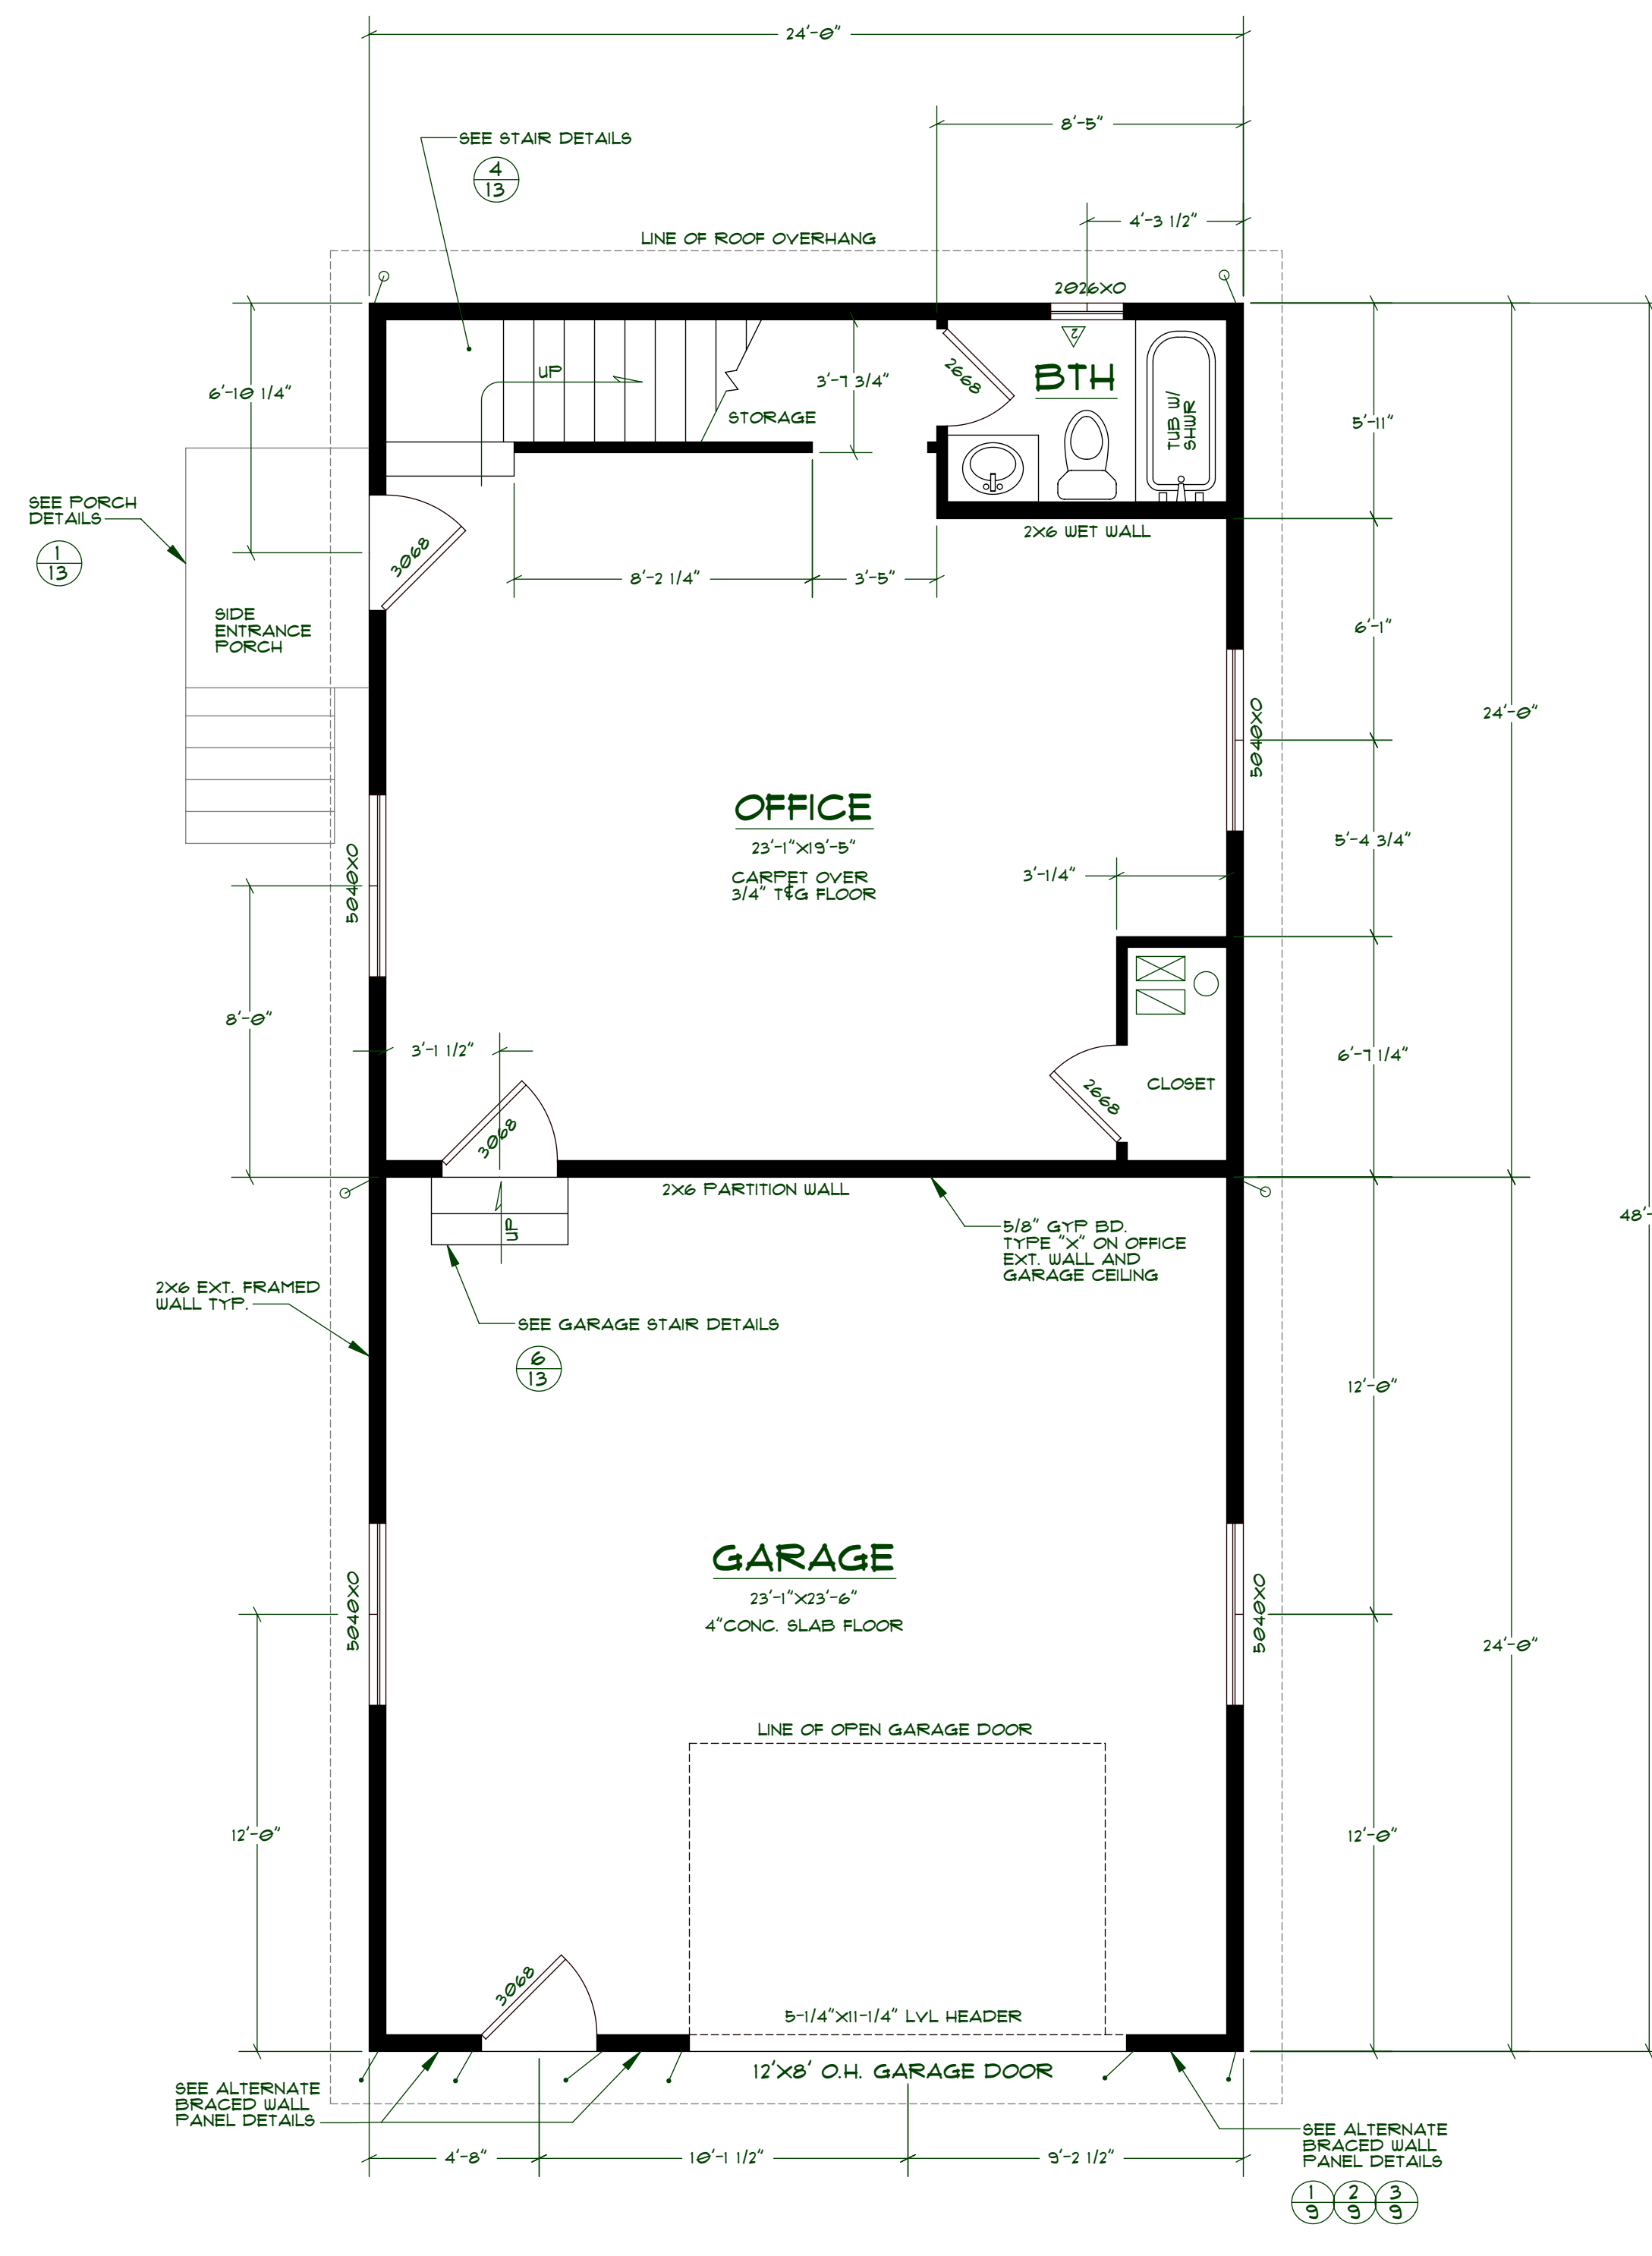 24'-0"
8'-5"
SEE STAIR DETAILS
4
13
4'-3 1/2"
LINE OF ROOF OVERHANG
2026XO
6'-10 1/4"
UP
3'-7 3/4"
STORAGE
2668
2
BTH
TUB W/
SHWR
5'-11"
SEE PORCH
DETAILS
1
13
3068
2X6 WET WALL
8'-2 1/4"
3'-5"
SIDE
ENTRANCE
PORCH
6'-1"
5040XO
24'-0"
OFFICE
23'-1"X19'-5"
CARPET OVER
3/4" T&G FLOOR
5040XO
3'-1/4"
5'-4 3/4"
8'-0"
3'-1 1/2"
6'-7 1/4"
CLOSET
2668
3068
2X6 PARTITION WALL
UP
5/8" GYP BD.
TYPE "X" ON OFFICE
EXT. WALL AND
GARAGE CEILING
48'-
2X6 EXT. FRAMED
WALL TYP.
SEE GARAGE STAIR DETAILS
6
13
12'-0"
GARAGE
23'-1"X23'-6"
4"CONC. SLAB FLOOR
5040XO
5040XO
24'-0"
LINE OF OPEN GARAGE DOOR
12'-0"
12'-0"
3068
5-1/4"X11-1/4" LVL HEADER
12'X8' O.H. GARAGE DOOR
SEE ALTERNATE
BRACED WALL
PANEL DETAILS
4'-8"
10'-1 1/2"
9'-2 1/2"
SEE ALTERNATE
BRACED WALL
PANEL DETAILS
1 2 3
9 9 9